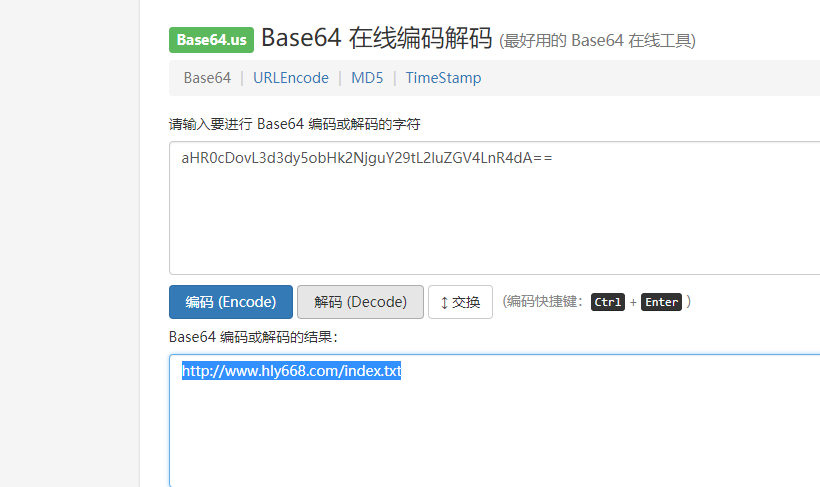 Base64.us Base64 在线编码解码 (最好用的 Base64 在线工具)
Base64 | URLEncode | MD5 | TimeStamp
请输入要进行 Base64 编码或解码的字符
aHR0cDovL3d3dy5obHk2NjguY29tL2luZGV4LnR4dA==
编码 (Encode) 解码 (Decode) ↕ 交换 (编码快捷键: Ctrl + Enter )
Base64 编码或解码的结果:
http://www.hly668.com/index.txt